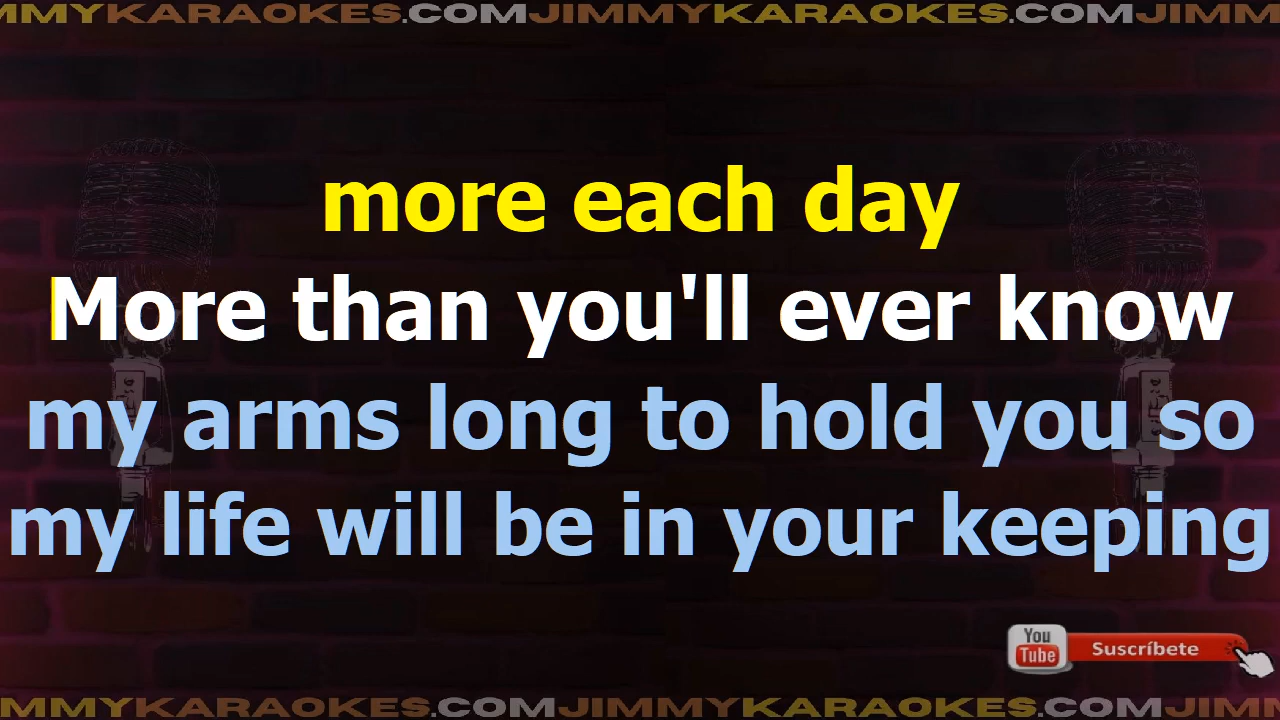 MMYKARAOKES.COMJIMMYKARAOKES.COMJIMM
more each day
More than you'll ever know
my arms long to hold you so
my life will be in your keeping
You
Tube
Suscríbete
MMYKARAOKES.COMJIMMYKARAOKES.COMJIMM